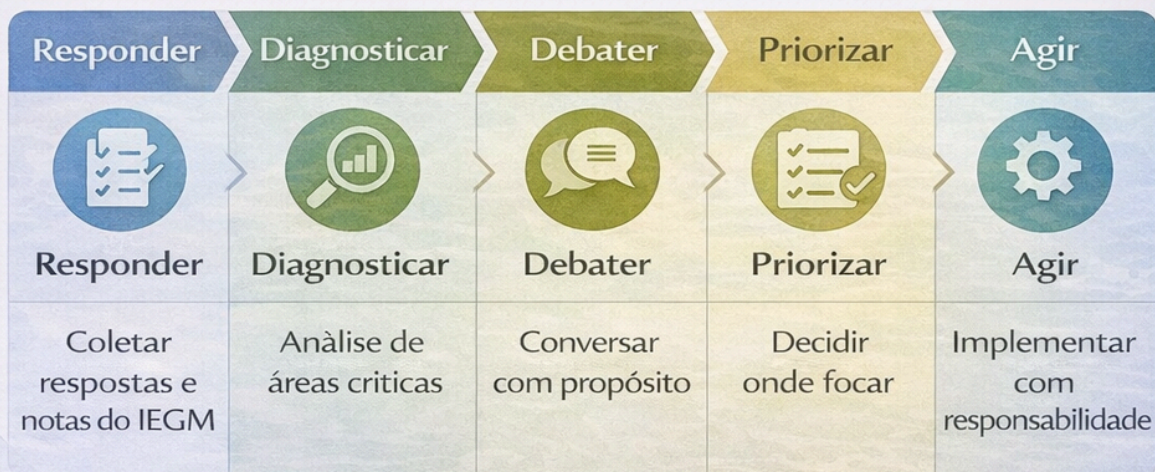 Responder
Diagnosticar
Debater
Priorizar
Agir
Responder
Diagnosticar
Debater
Priorizar
Agir
Coletar
respostas e
notas do IEGM
Anàlise de
áreas criticas
Conversar
com propósito
Decidir
onde focar
Implementar
com
responsabilidade